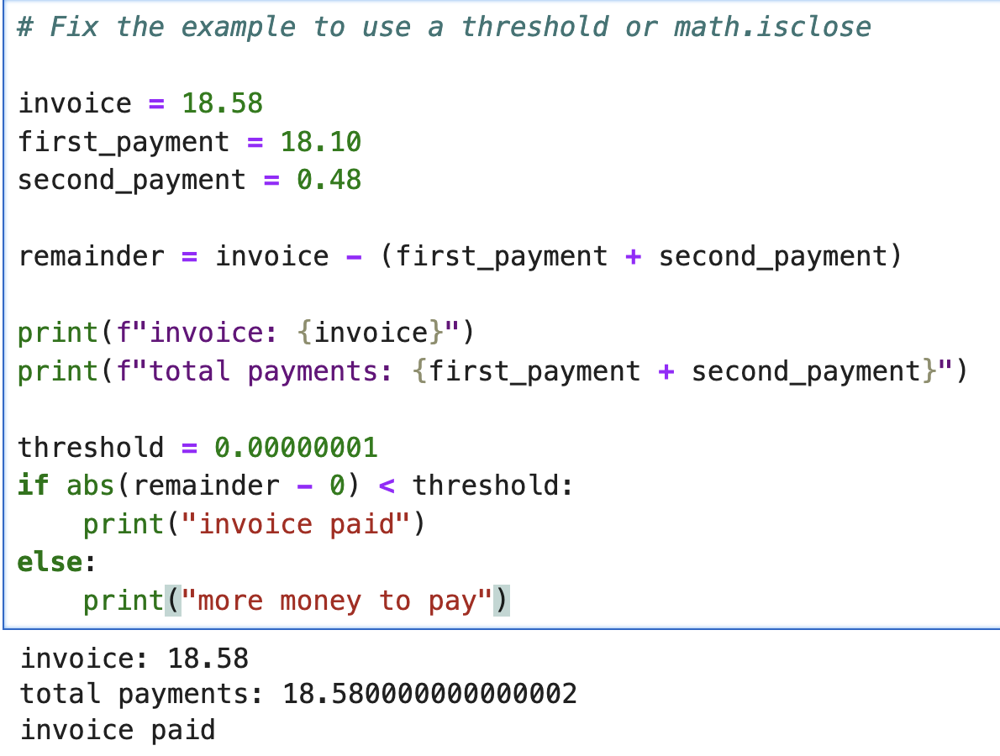 # Fix the example to use a threshold or math.isclose
invoice = 18.58
first_payment = 18.10
second_payment = 0.48
remainder = invoice - (first_payment + second_payment)
print(f"invoice: {invoice}")
print(f"total payments: {first_payment + second_payment}")
threshold = 0.00000001
if abs(remainder - 0) < threshold:
    print("invoice paid")
else:
    print("more money to pay")
invoice: 18.58
total payments: 18.580000000000002
invoice paid